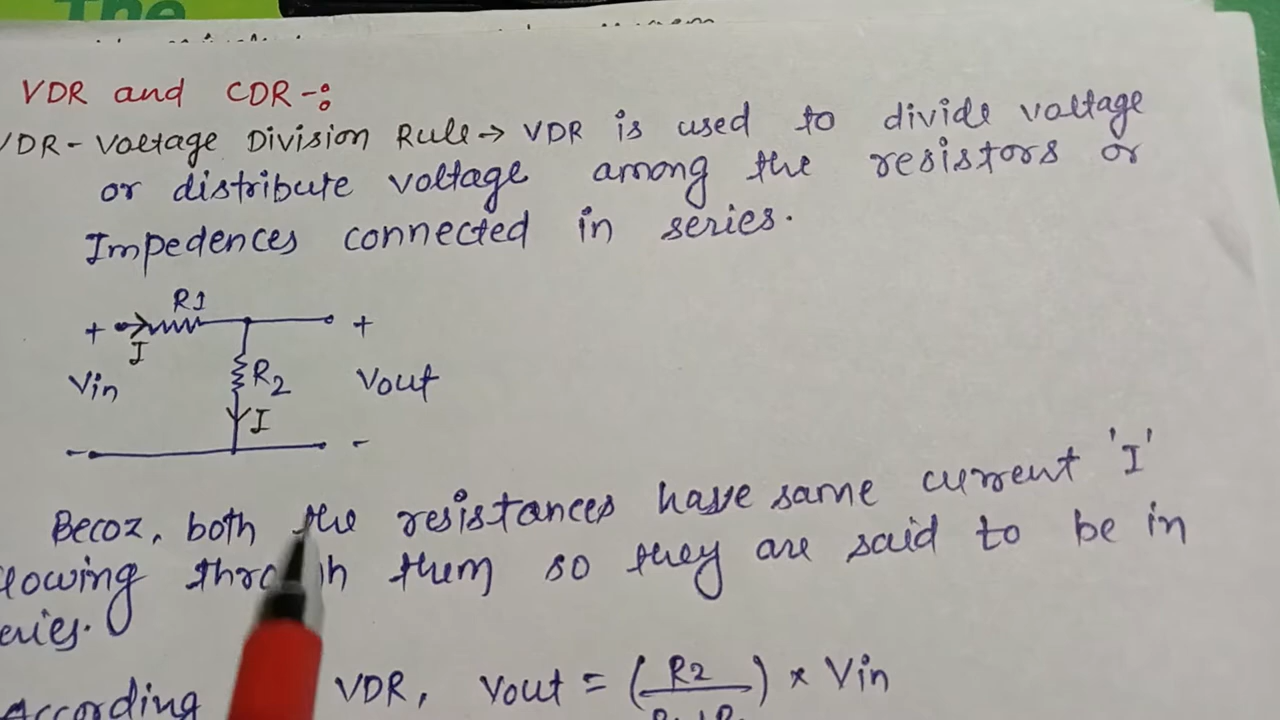 The
VDR and CDR-:
VDR - Voltage Division Rule → VDR is used to divide voltage
or distribute voltage among the resistors or
Impedences connected in series.
R1
+ +
I
Vin R2 Vout
I
- -
Becoz, both the resistances have same current 'I'
flowing through them so they are said to be in
series.
According VDR, Vout = (R2 / ) * Vin